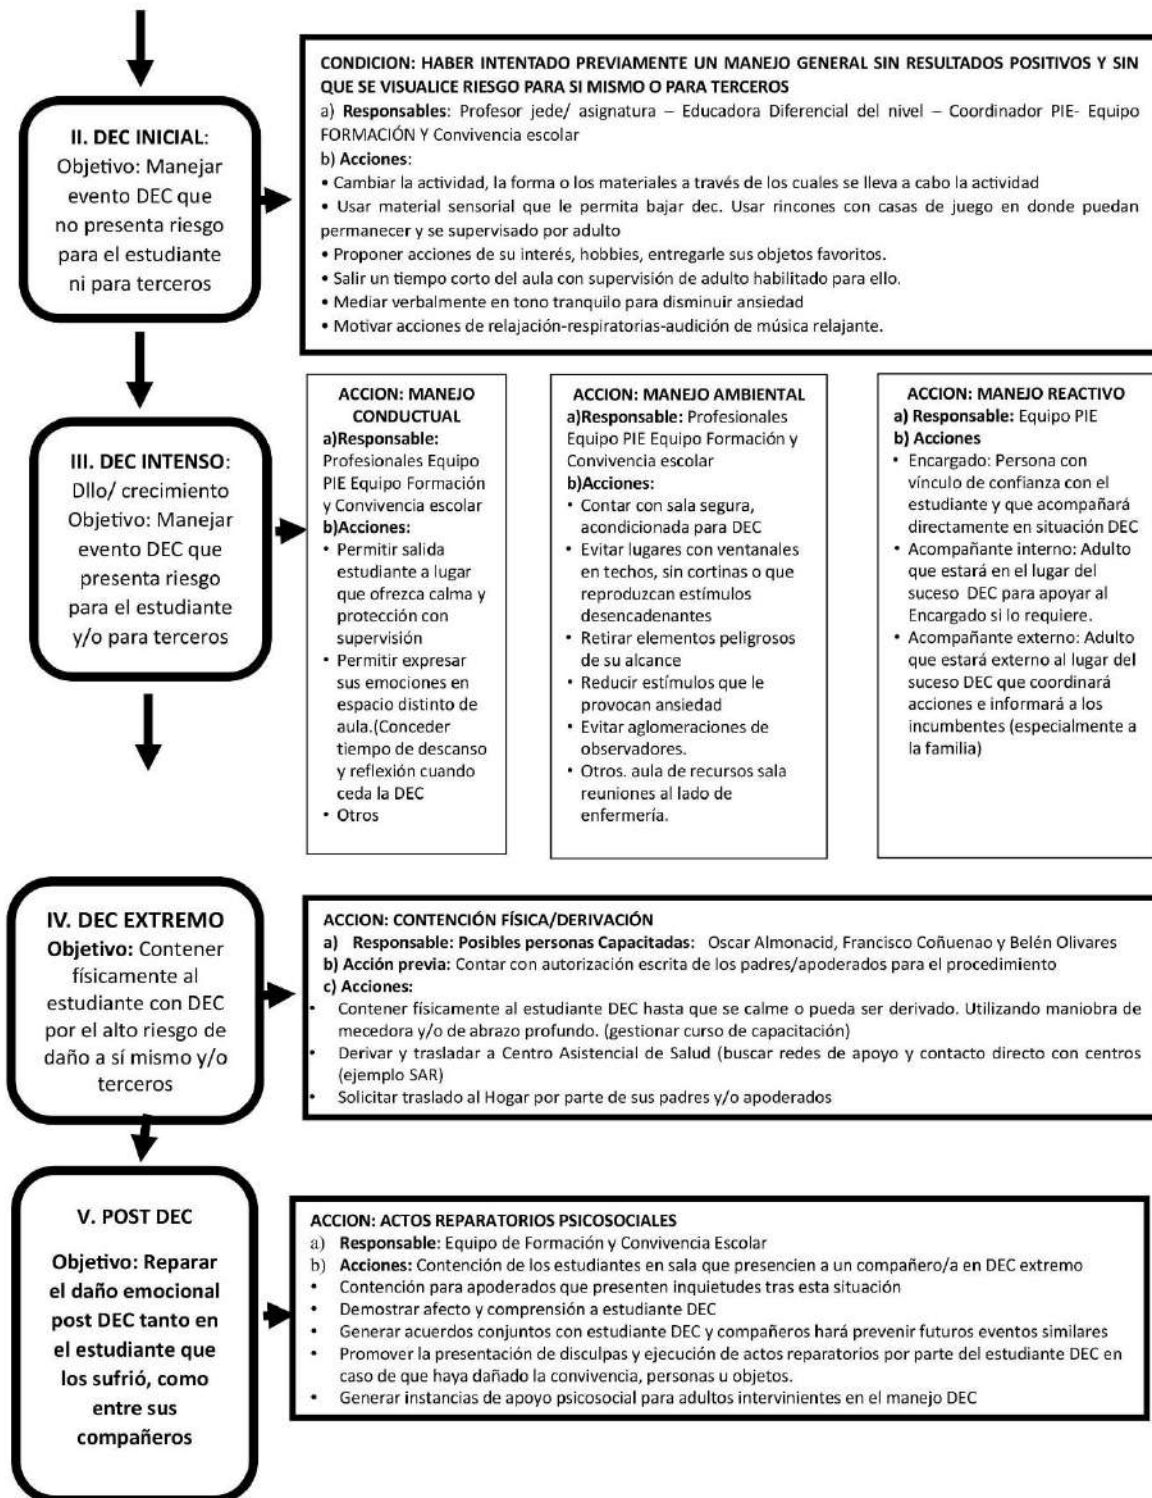 II. DEC INICIAL:
Objetivo: Manejar
evento DEC que
no presenta riesgo
para el estudiante
ni para terceros
CONDICION: HABER INTENTADO PREVIAMENTE UN MANEJO GENERAL SIN RESULTADOS POSITIVOS Y SIN
QUE SE VISUALICE RIESGO PARA SI MISMO O PARA TERCEROS
a) Responsables: Profesor jede/ asignatura – Educadora Diferencial del nivel – Coordinador PIE- Equipo
FORMACIÓN Y Convivencia escolar
b) Acciones:
• Cambiar la actividad, la forma o los materiales a través de los cuales se lleva a cabo la actividad
• Usar material sensorial que le permita bajar dec. Usar rincones con casas de juego en donde puedan
permanecer y se supervisado por adulto
• Proponer acciones de su interés, hobbies, entregarle sus objetos favoritos.
• Salir un tiempo corto del aula con supervisión de adulto habilitado para ello.
• Mediar verbalmente en tono tranquilo para disminuir ansiedad
• Motivar acciones de relajación-respiratorias-audición de música relajante.
III. DEC INTENSO:
Dllo/ crecimiento
Objetivo: Manejar
evento DEC que
presenta riesgo
para el estudiante
y/o para terceros
ACCION: MANEJO
CONDUCTUAL
a)Responsable:
Profesionales Equipo
PIE Equipo Formación
y Convivencia escolar
b)Acciones:
• Permitir salida
estudiante a lugar
que ofrezca calma y
protección con
supervisión
• Permitir expresar
sus emociones en
espacio distinto de
aula.(Conceder
tiempo de descanso
y reflexión cuando
ceda la DEC
• Otros
ACCION: MANEJO AMBIENTAL
a)Responsable: Profesionales
Equipo PIE Equipo Formación y
Convivencia escolar
b)Acciones:
• Contar con sala segura,
acondicionada para DEC
• Evitar lugares con ventanales
en techos, sin cortinas o que
reproduzcan estímulos
desencadenantes
• Retirar elementos peligrosos
de su alcance
• Reducir estímulos que le
provocan ansiedad
• Evitar aglomeraciones de
observadores.
• Otros. aula de recursos sala
reuniones al lado de
enfermería.
ACCION: MANEJO REACTIVO
a) Responsable: Equipo PIE
b) Acciones
• Encargado: Persona con
vínculo de confianza con el
estudiante y que acompañará
directamente en situación DEC
• Acompañante interno: Adulto
que estará en el lugar del
suceso DEC para apoyar al
Encargado si lo requiere.
• Acompañante externo: Adulto
que estará externo al lugar del
suceso DEC que coordinará
acciones e informará a los
incumbentes (especialmente a
la familia)
IV. DEC EXTREMO
Objetivo: Contener
físicamente al
estudiante con DEC
por el alto riesgo de
daño a sí mismo y/o
terceros
ACCION: CONTENCIÓN FÍSICA/DERIVACIÓN
a) Responsable: Posibles personas Capacitadas: Oscar Almonacid, Francisco Coñuenao y Belén Olivares
b) Acción previa: Contar con autorización escrita de los padres/apoderados para el procedimiento
c) Acciones:
• Contener físicamente al estudiante DEC hasta que se calme o pueda ser derivado. Utilizando maniobra de
mecedora y/o de abrazo profundo. (gestionar curso de capacitación)
• Derivar y trasladar a Centro Asistencial de Salud (buscar redes de apoyo y contacto directo con centros
(ejemplo SAR)
• Solicitar traslado al Hogar por parte de sus padres y/o apoderados
V. POST DEC
Objetivo: Reparar
el daño emocional
post DEC tanto en
el estudiante que
los sufrió, como
entre sus
compañeros
ACCION: ACTOS REPARATORIOS PSICOSOCIALES
a) Responsable: Equipo de Formación y Convivencia Escolar
b) Acciones: Contención de los estudiantes en sala que presencien a un compañero/a en DEC extremo
• Contención para apoderados que presenten inquietudes tras esta situación
• Demostrar afecto y comprensión a estudiante DEC
• Generar acuerdos conjuntos con estudiante DEC y compañeros hará prevenir futuros eventos similares
• Promover la presentación de disculpas y ejecución de actos reparatorios por parte del estudiante DEC en
caso de que haya dañado la convivencia, personas u objetos.
• Generar instancias de apoyo psicosocial para adultos intervinientes en el manejo DEC